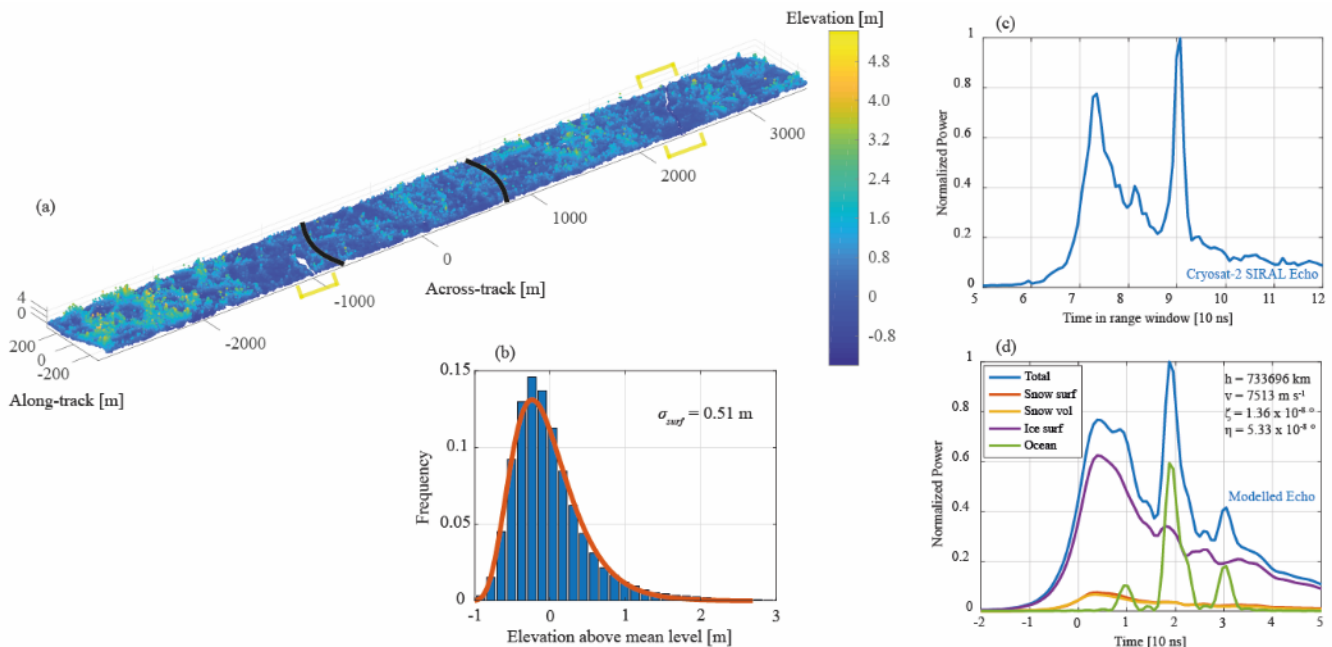 Elevation [m]
4.8
4.0
3.2
2.4
1.6
0.8
0
-0.8
(a)
3000
2000
1000
0
-1000
-2000
Across-track [m]
4
0
200
0
-200
Along-track [m]
(b)
0.15
0.1
0.05
0
Frequency
σsurf = 0.51 m
-1 0 1 2 3
Elevation above mean level [m]
(c)
1
0.8
0.6
0.4
0.2
0
Normalized Power
Cryosat-2 SIRAL Echo
5 6 7 8 9 10 11 12
Time in range window [10 ns]
(d)
1
0.8
0.6
0.4
0.2
0
Normalized Power
Total
Snow surf
Snow vol
Ice surf
Ocean
h = 733696 km
v = 7513 m s-1
ζ = 1.36 x 10-8 o
η = 5.33 x 10-8 o
Modelled Echo
-2 -1 0 1 2 3 4 5
Time [10 ns]